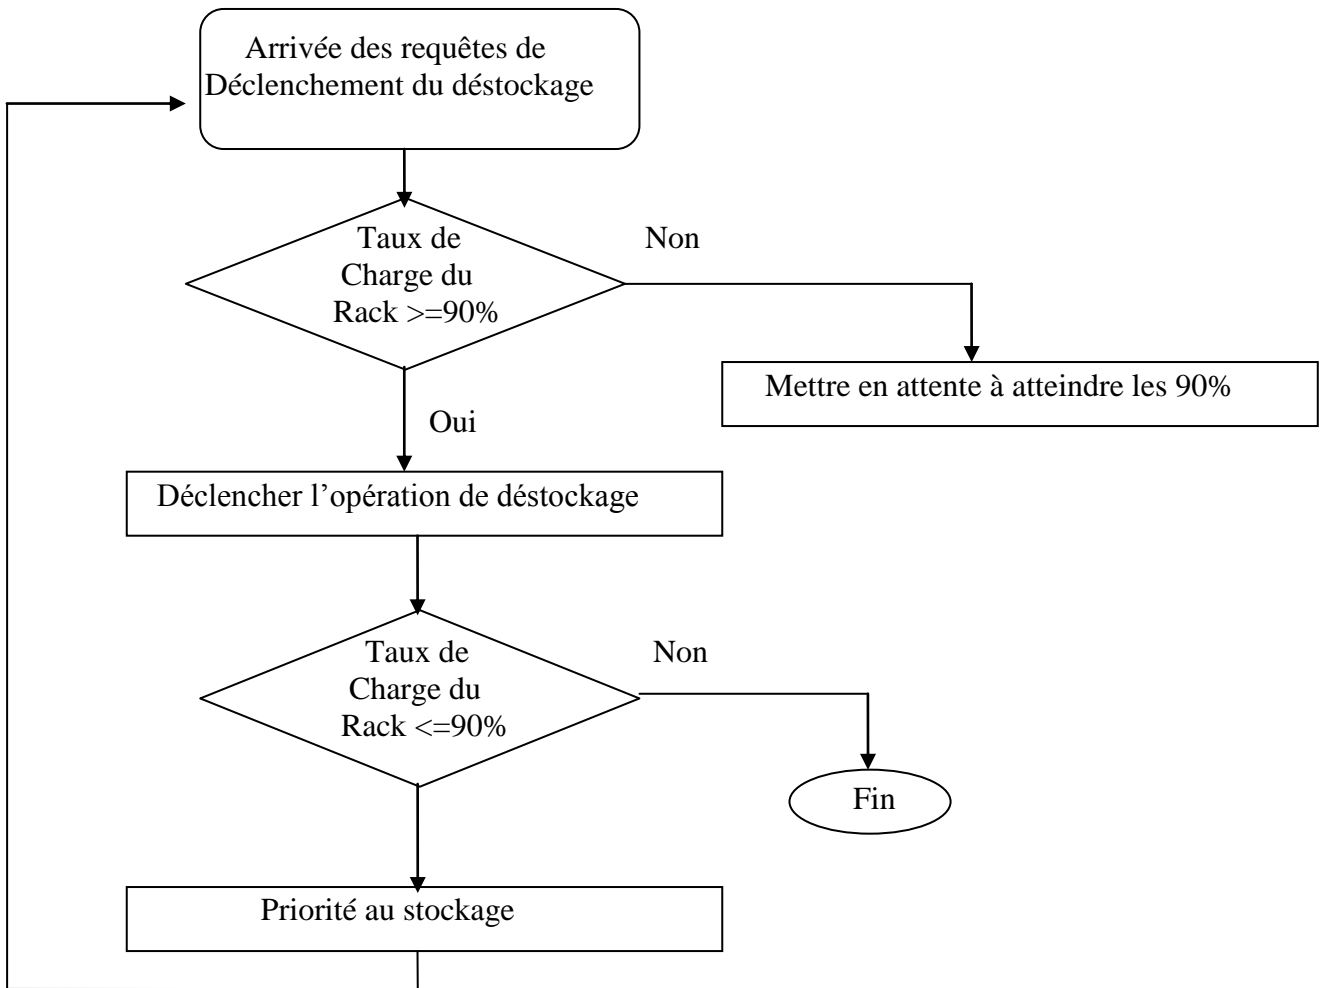 Arrivée des requêtes de
Déclenchement du déstockage
Taux de
Charge du
Rack >=90%
Non
Mettre en attente à atteindre les 90%
Oui
Déclencher l’opération de déstockage
Taux de
Charge du
Rack <=90%
Non
Fin
Priorité au stockage